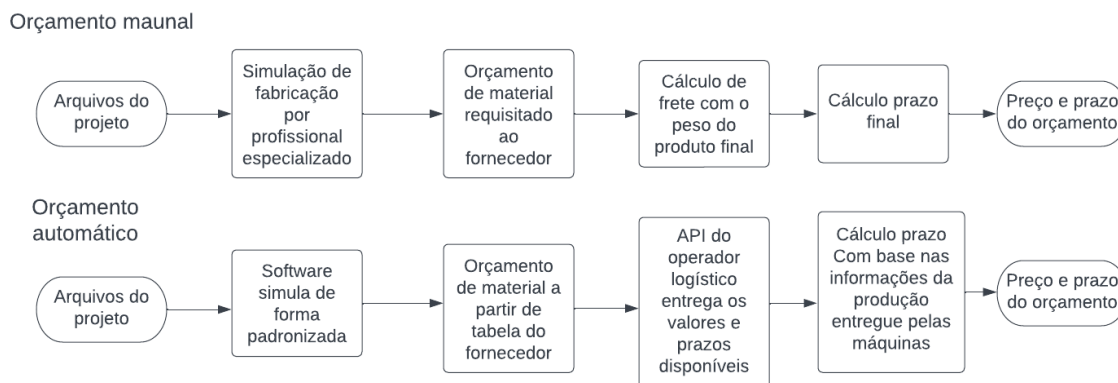 Orçamento maunal
Arquivos do
projeto
Simulação de
fabricação
por
profissional
especializado
Orçamento
de material
requisitado
ao
fornecedor
Cálculo de
frete com o
peso do
produto final
Cálculo prazo
final
Preço e prazo
do orçamento
Orçamento
automático
Arquivos do
projeto
Software
simula de
forma
padronizada
Orçamento
de material a
partir de
tabela do
fornecedor
API do
operador
logístico
entrega os
valores e
prazos
disponíveis
Cálculo prazo
Com base nas
informações da
produção
entregue pelas
máquinas
Preço e prazo
do orçamento